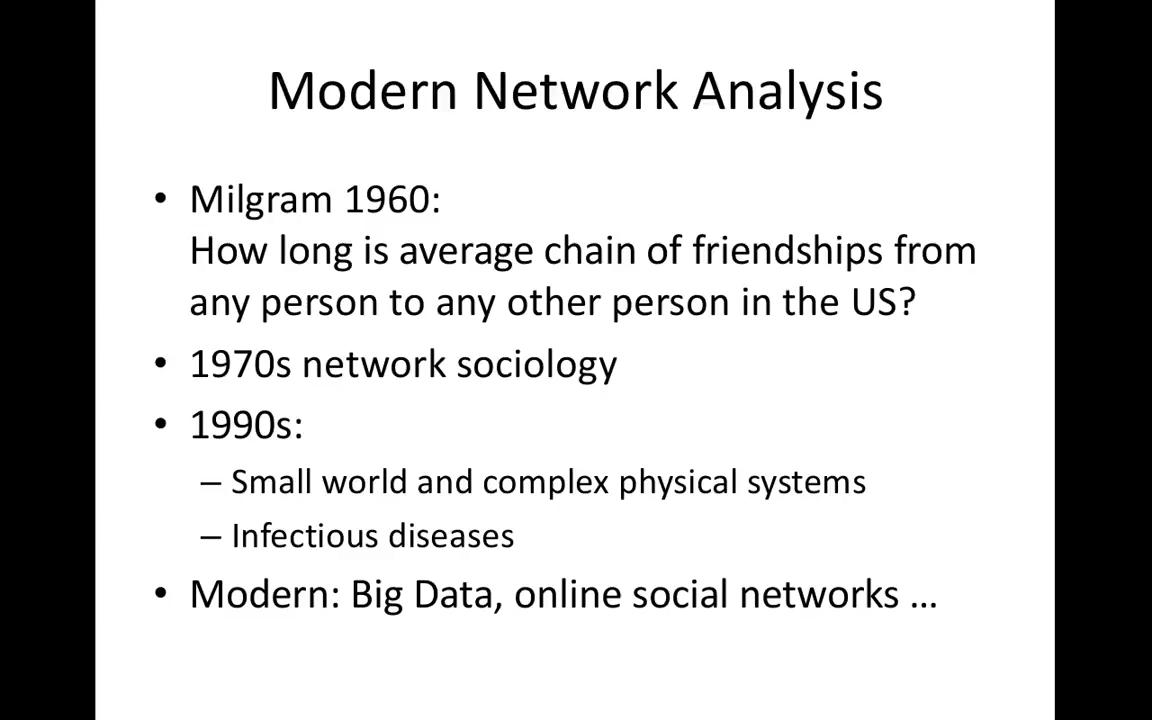 Modern Network Analysis
• Milgram 1960:
How long is average chain of friendships from
any person to any other person in the US?
• 1970s network sociology
• 1990s:
– Small world and complex physical systems
– Infectious diseases
• Modern: Big Data, online social networks …